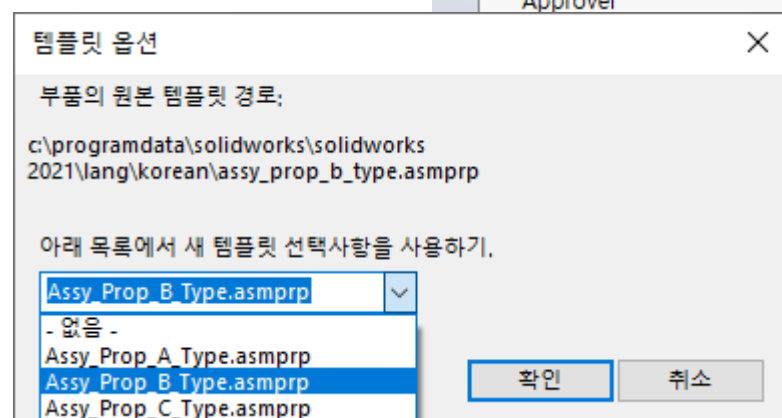 Approver
템플릿 옵션
부품의 원본 템플릿 경로:
c:\programdata\solidworks\solidworks
2021\lang\korean\assy_prop_b_type.asmprp
아래 목록에서 새 템플릿 선택사항을 사용하기,
Assy_Prop_B_Type.asmprp
- 없음 -
Assy_Prop_A_Type.asmprp
Assy_Prop_B_Type.asmprp
확인 취소
Assy_Prop_C_Type.asmprp